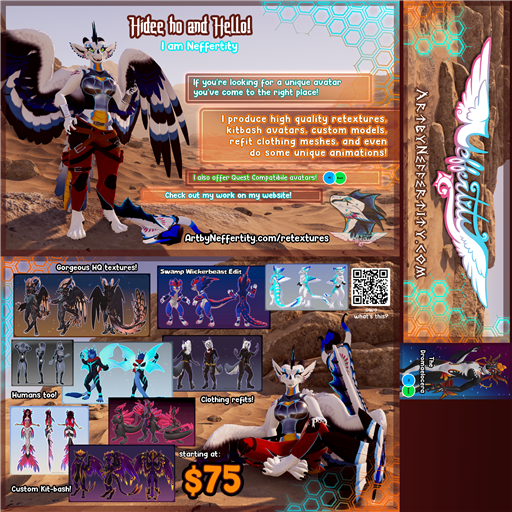 Hidee ho and Hello!
I am Neffertity
If you're looking for a unique avatar
you've come to the right place!
I produce high quality retextures,
kitbash avatars, custom models,
refit clothing meshes, and even
do some unique animations!
I also offer Quest Compatibile avatars!
Check out my work on my website!
ArtbyNeffertity.com/retextures
ArtbyNeffertity.com
Gorgeous HQ textures!
Swamp Wickerbeast Edit
what's this?
Humans too!
Clothing refits!
Custom Kit-bash!
starting at:
$75